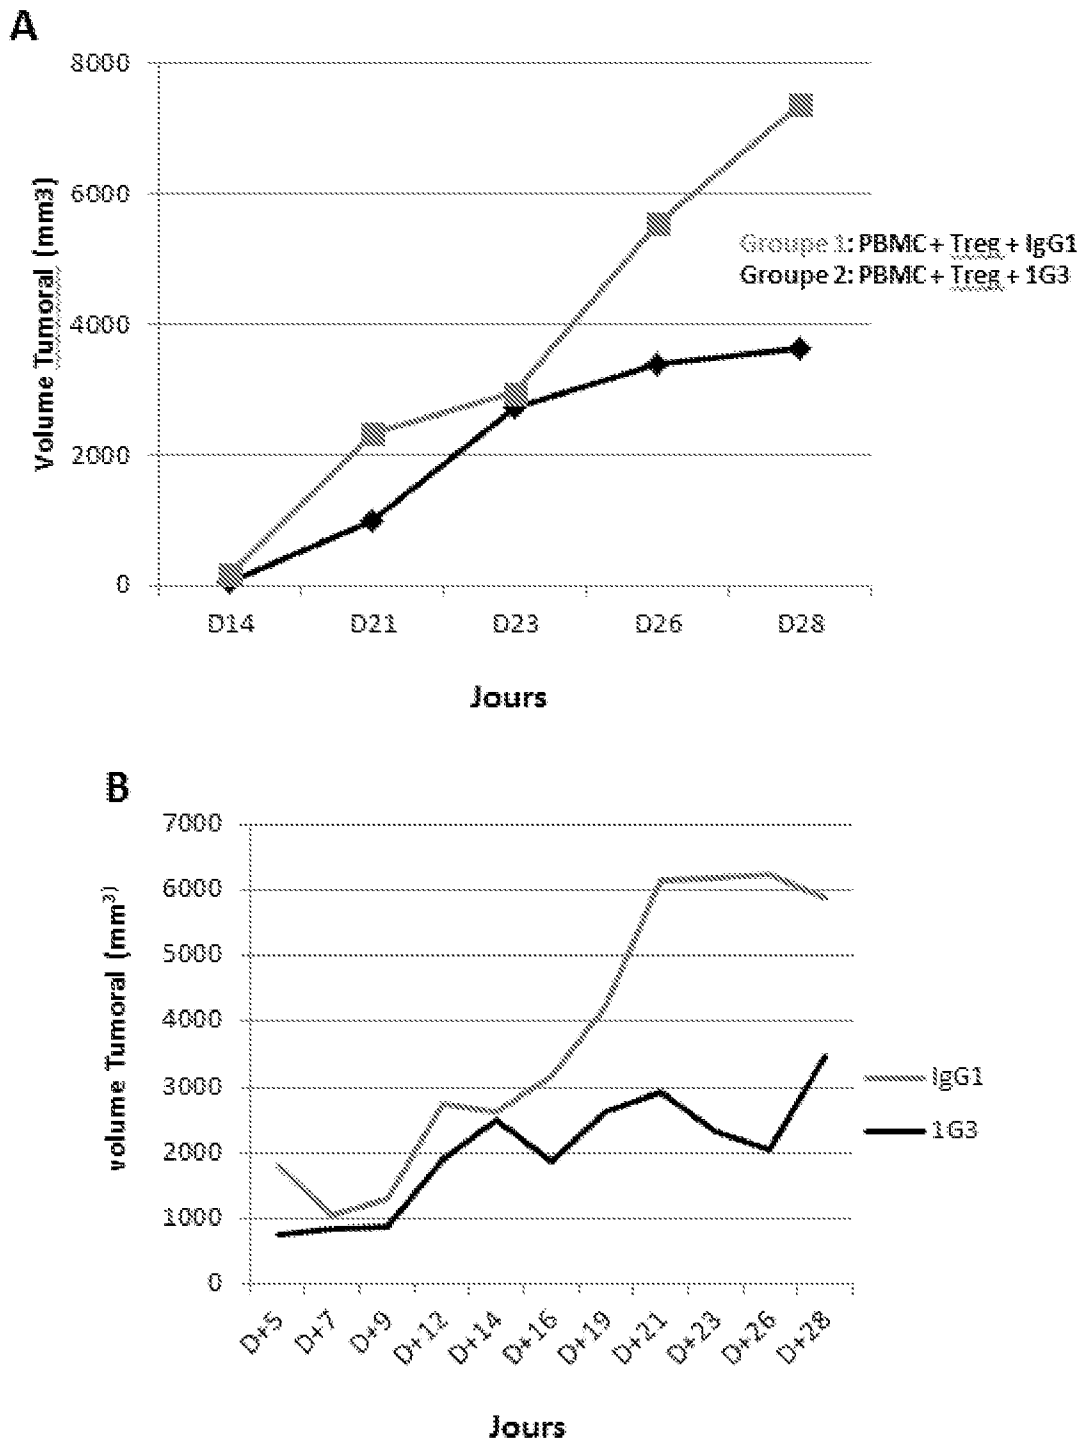 A
8000
6000
4000
2000
0
Volume Tumoral (mm3)
Groupe 1: PBMC + Treg + IgG1
Groupe 2: PBMC + Treg + 1G3
D14 D21 D23 D26 D28
Jours
B
7000
6000
5000
4000
3000
2000
1000
0
volume Tumoral (mm³)
IgG1
1G3
D+5 D+7 D+9 D+12 D+14 D+16 D+19 D+21 D+23 D+26 D+28
Jours